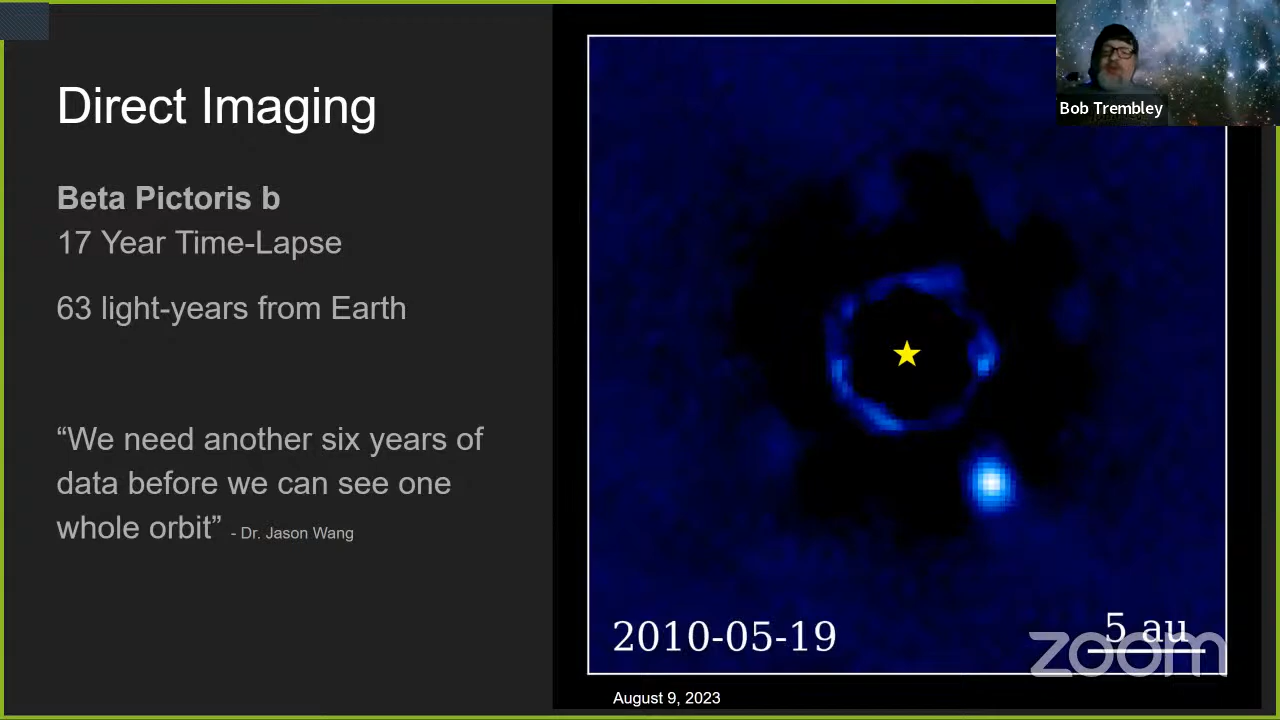 Direct Imaging
Beta Pictoris b
17 Year Time-Lapse
63 light-years from Earth
“We need another six years of
data before we can see one
whole orbit” - Dr. Jason Wang
Bob Trembley
2010-05-19
5 au
zoom
August 9, 2023